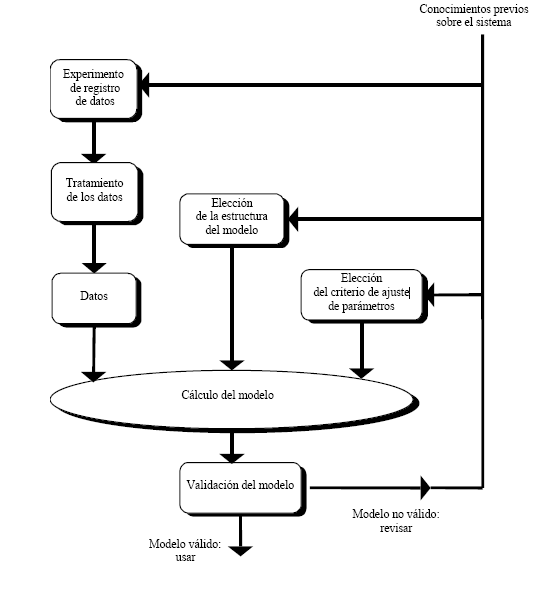 Conocimientos previos
sobre el sistema
Experimento
de registro
de datos
Tratamiento
de los datos
Elección
de la estructura
del modelo
Datos
Elección
del criterio de ajuste
de parámetros
Cálculo del modelo
Validación del modelo
Modelo no válido:
revisar
Modelo válido:
usar